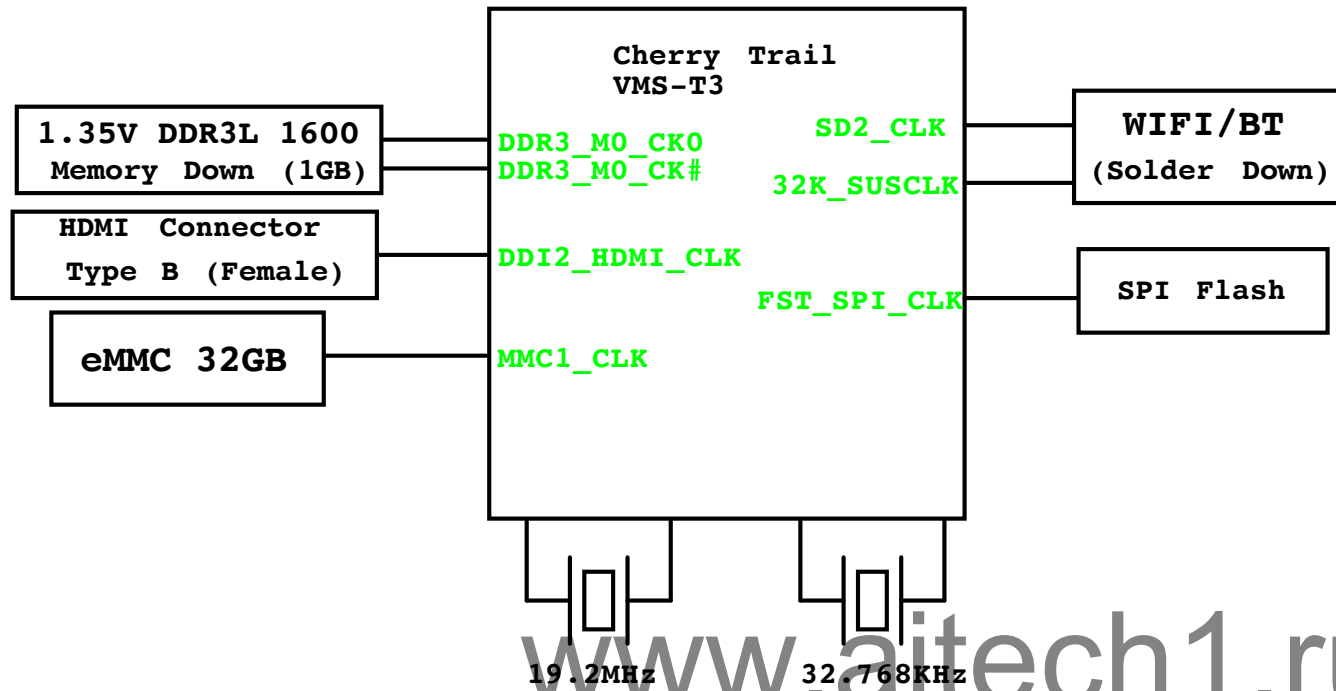 Cherry Trail
VMS-T3
1.35V DDR3L 1600
Memory Down (1GB)
HDMI Connector
Type B (Female)
eMMC 32GB
DDR3_M0_CK0
DDR3_M0_CK#
DDI2_HDMI_CLK
MMC1_CLK
SD2_CLK
32K_SUSCLK
FST_SPI_CLK
WIFI/BT
(Solder Down)
SPI Flash
19.2MHz
32.768KHz
www.aitech1.ru